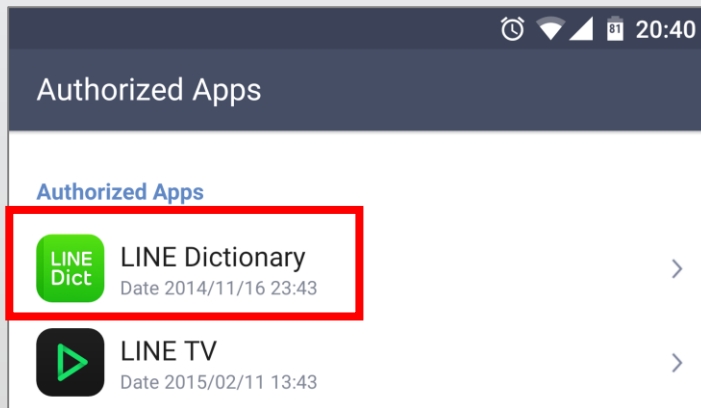 81 20:40
Authorized Apps
Authorized Apps
LINE Dict
LINE Dictionary
Date 2014/11/16 23:43
LINE TV
Date 2015/02/11 13:43